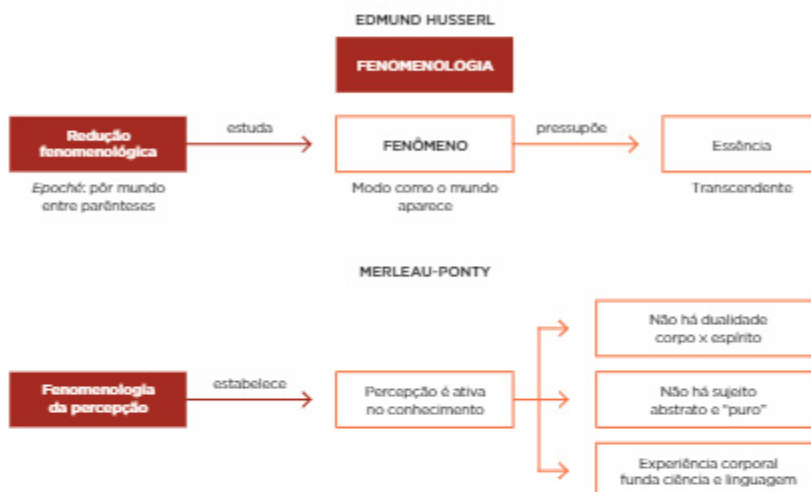 EDMUND HUSSERL
FENOMENOLOGIA
Redução
fenomenológica
estuda
FENÔMENO
pressupõe
Essência
Epoché: pôr mundo
entre parênteses
Modo como o mundo
aparece
Transcendente
MERLEAU-PONTY
Não há dualidade
corpo x espírito
Fenomenologia
da percepção
estabelece
Percepção é ativa
no conhecimento
Não há sujeito
abstrato e "puro"
Experiência corporal
funda ciência e linguagem